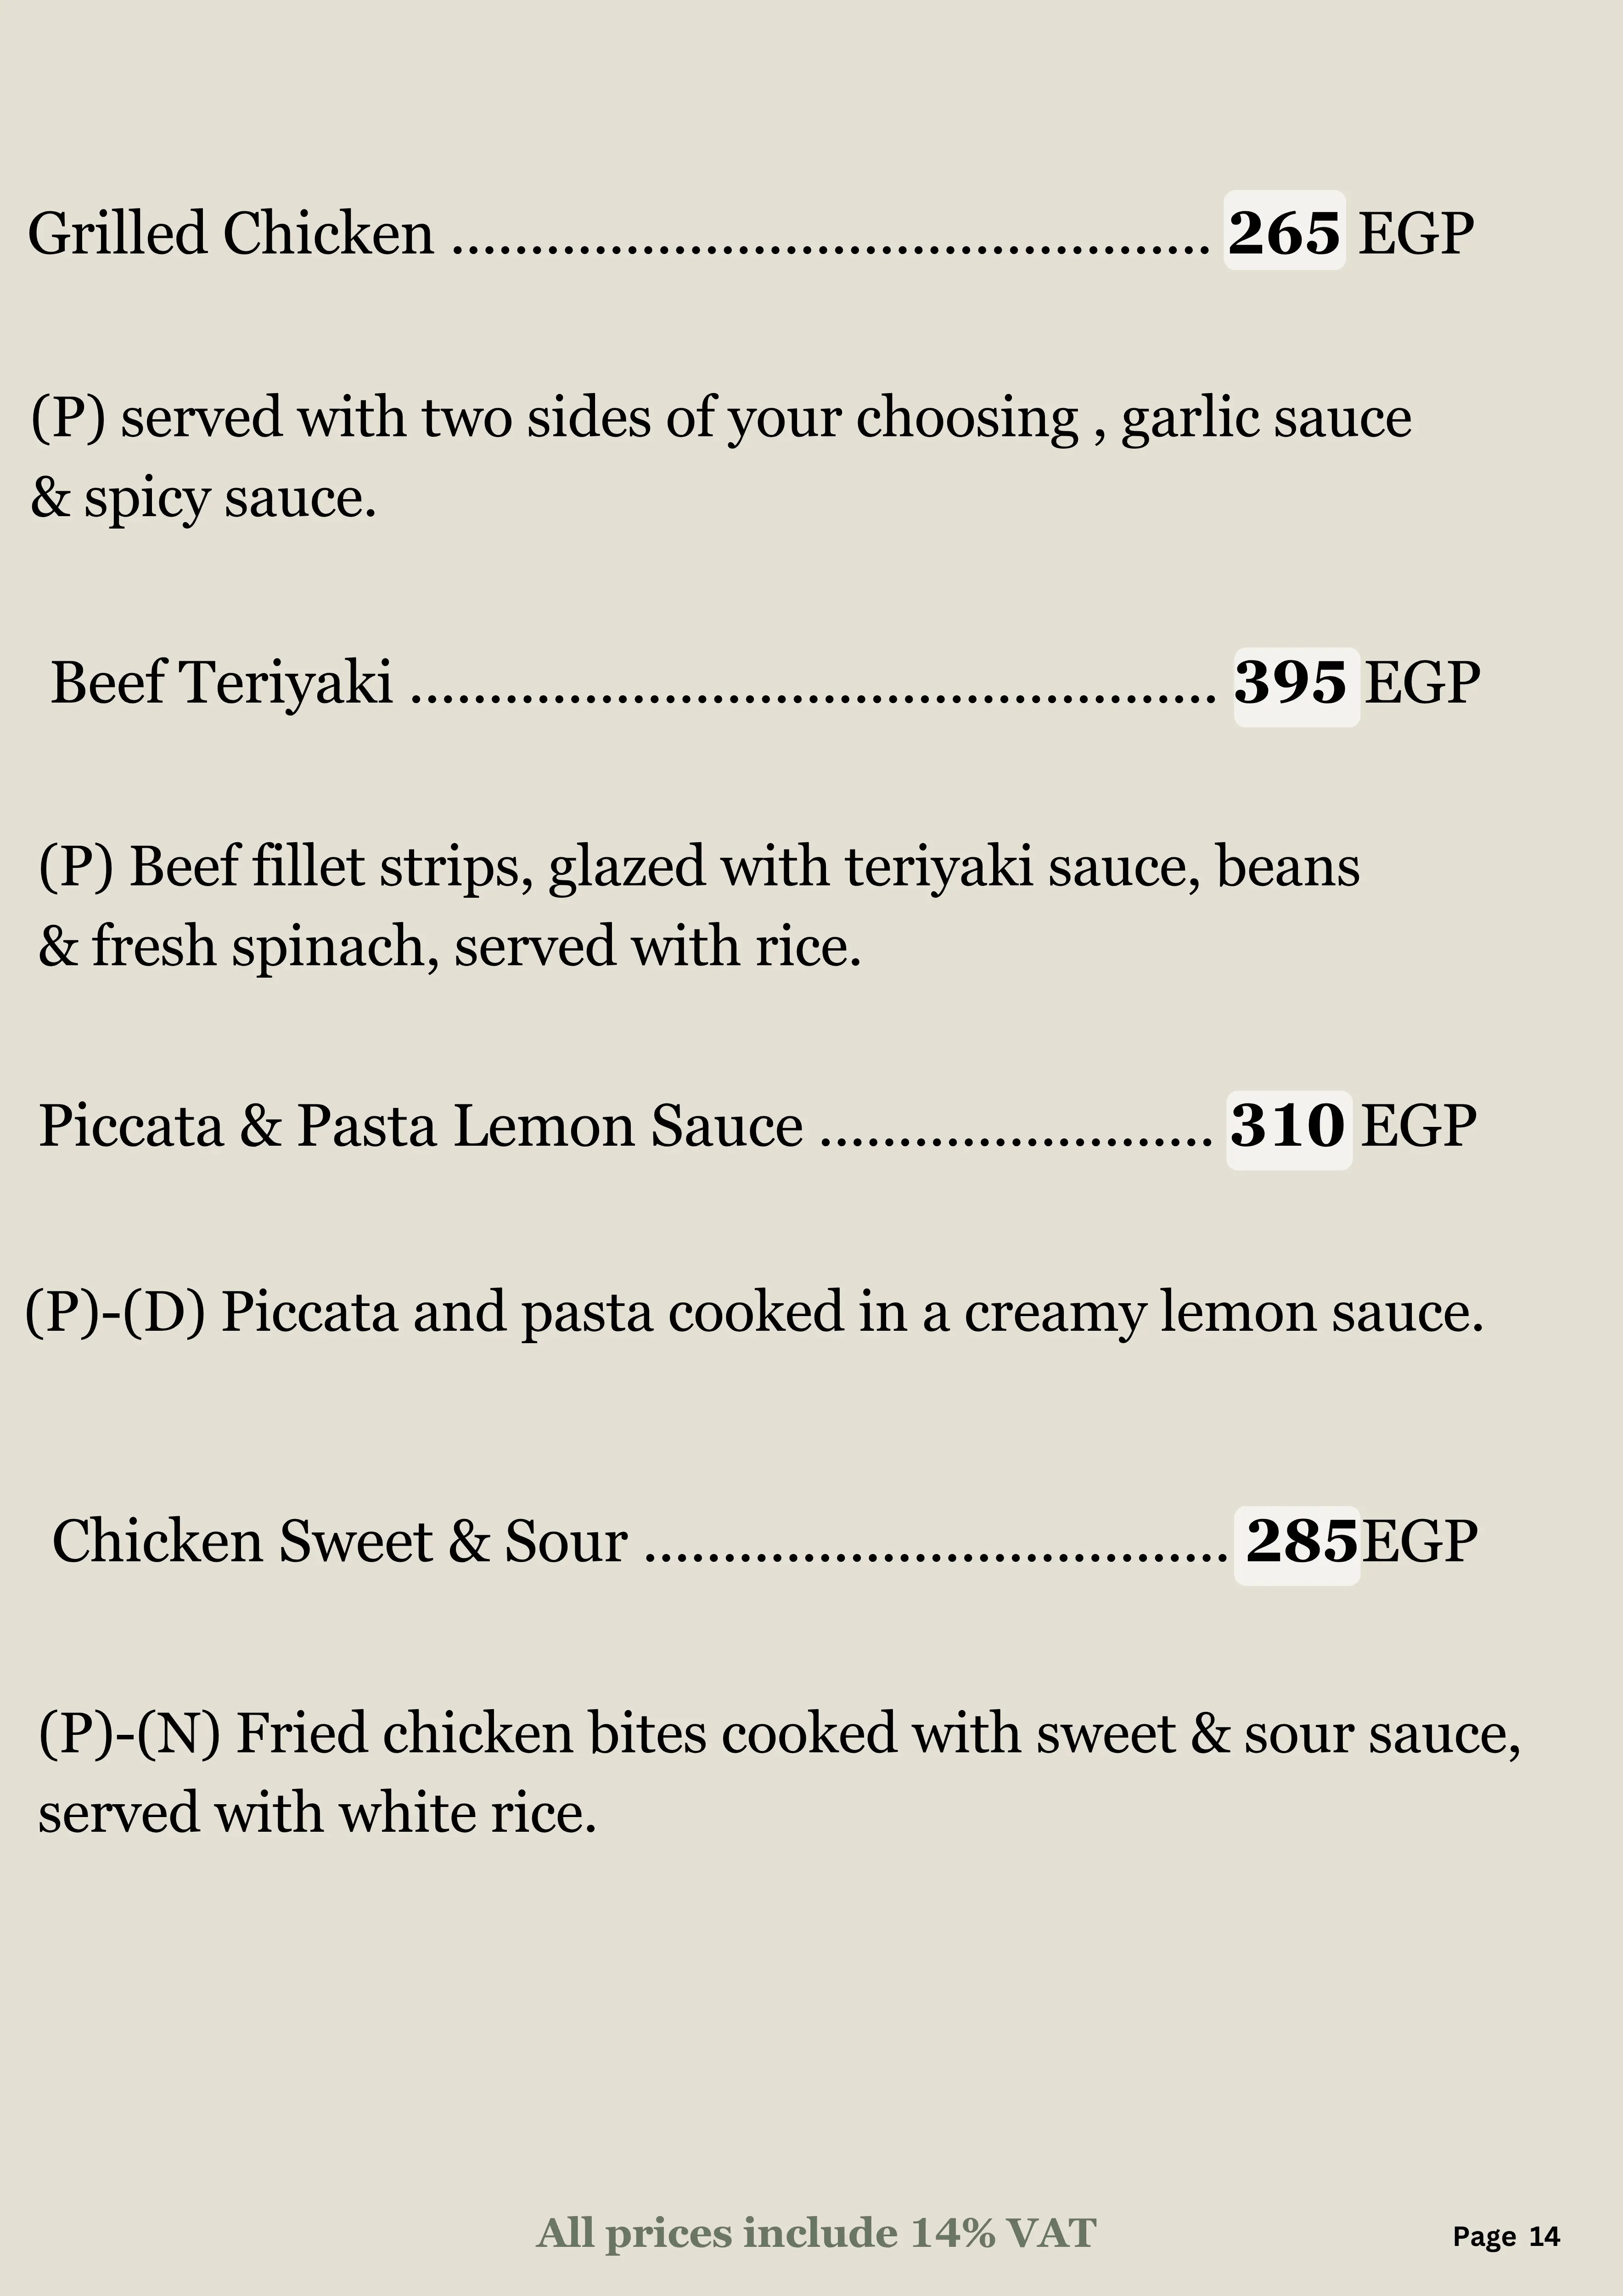 Grilled Chicken ................................................ 265 EGP
(P) served with two sides of your choosing , garlic sauce
& spicy sauce.
Beef Teriyaki ................................................... 395 EGP
(P) Beef fillet strips, glazed with teriyaki sauce, beans
& fresh spinach, served with rice.
Piccata & Pasta Lemon Sauce ......................... 310 EGP
(P)-(D) Piccata and pasta cooked in a creamy lemon sauce.
Chicken Sweet & Sour ..................................... 285EGP
(P)-(N) Fried chicken bites cooked with sweet & sour sauce,
served with white rice.
All prices include 14% VAT
Page 14